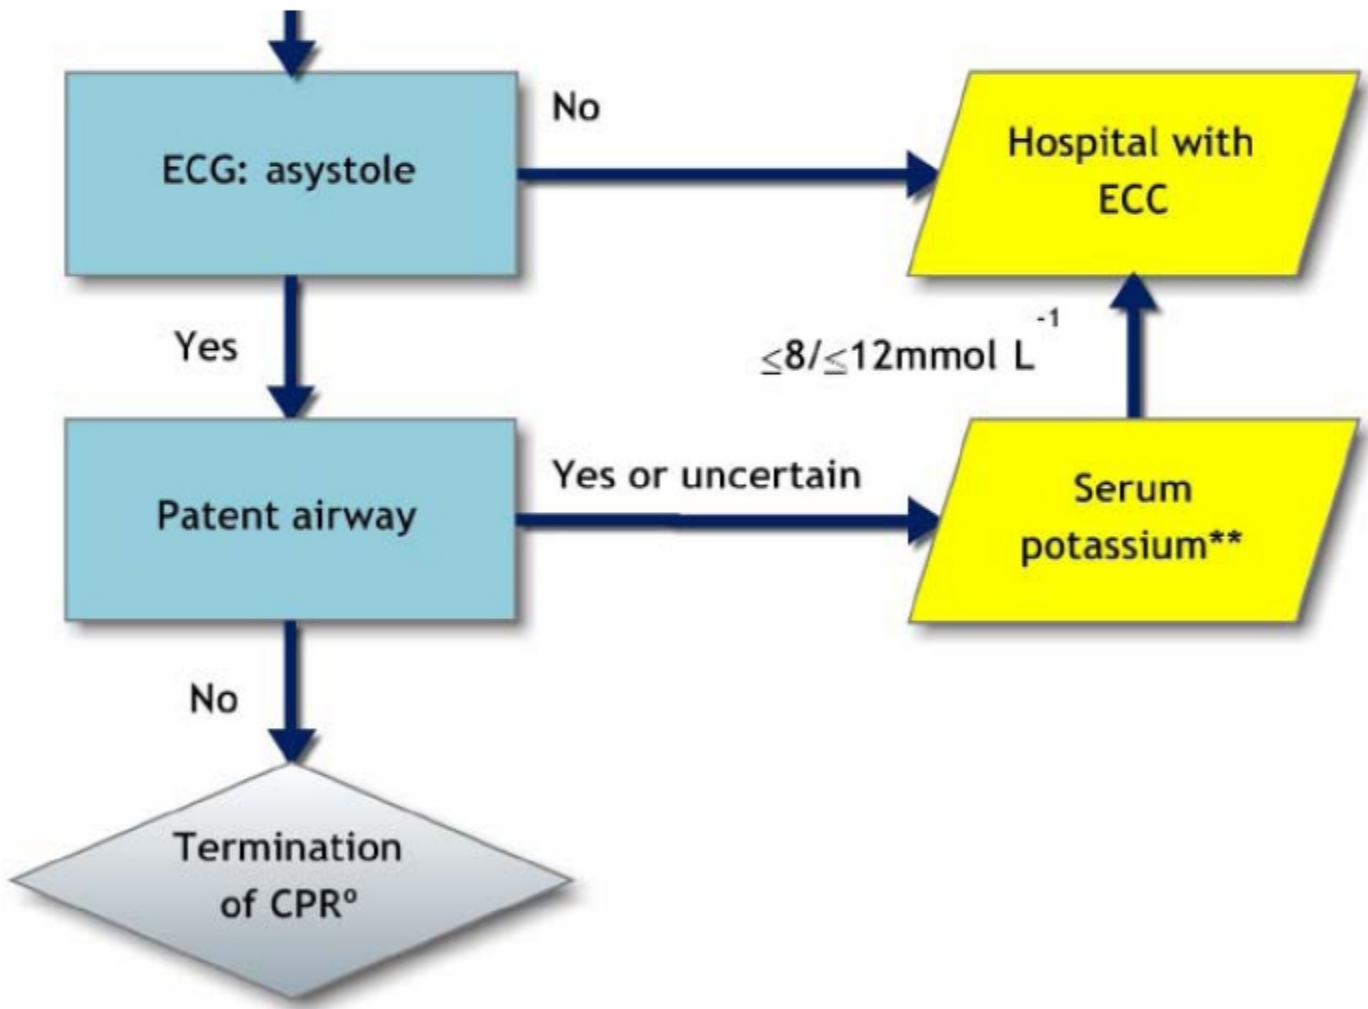 No
ECG: asystole
Hospital with
ECC
Yes
≤8/≤12mmol L⁻¹
Yes or uncertain
Patent airway
Serum
potassium**
No
Termination
of CPRº